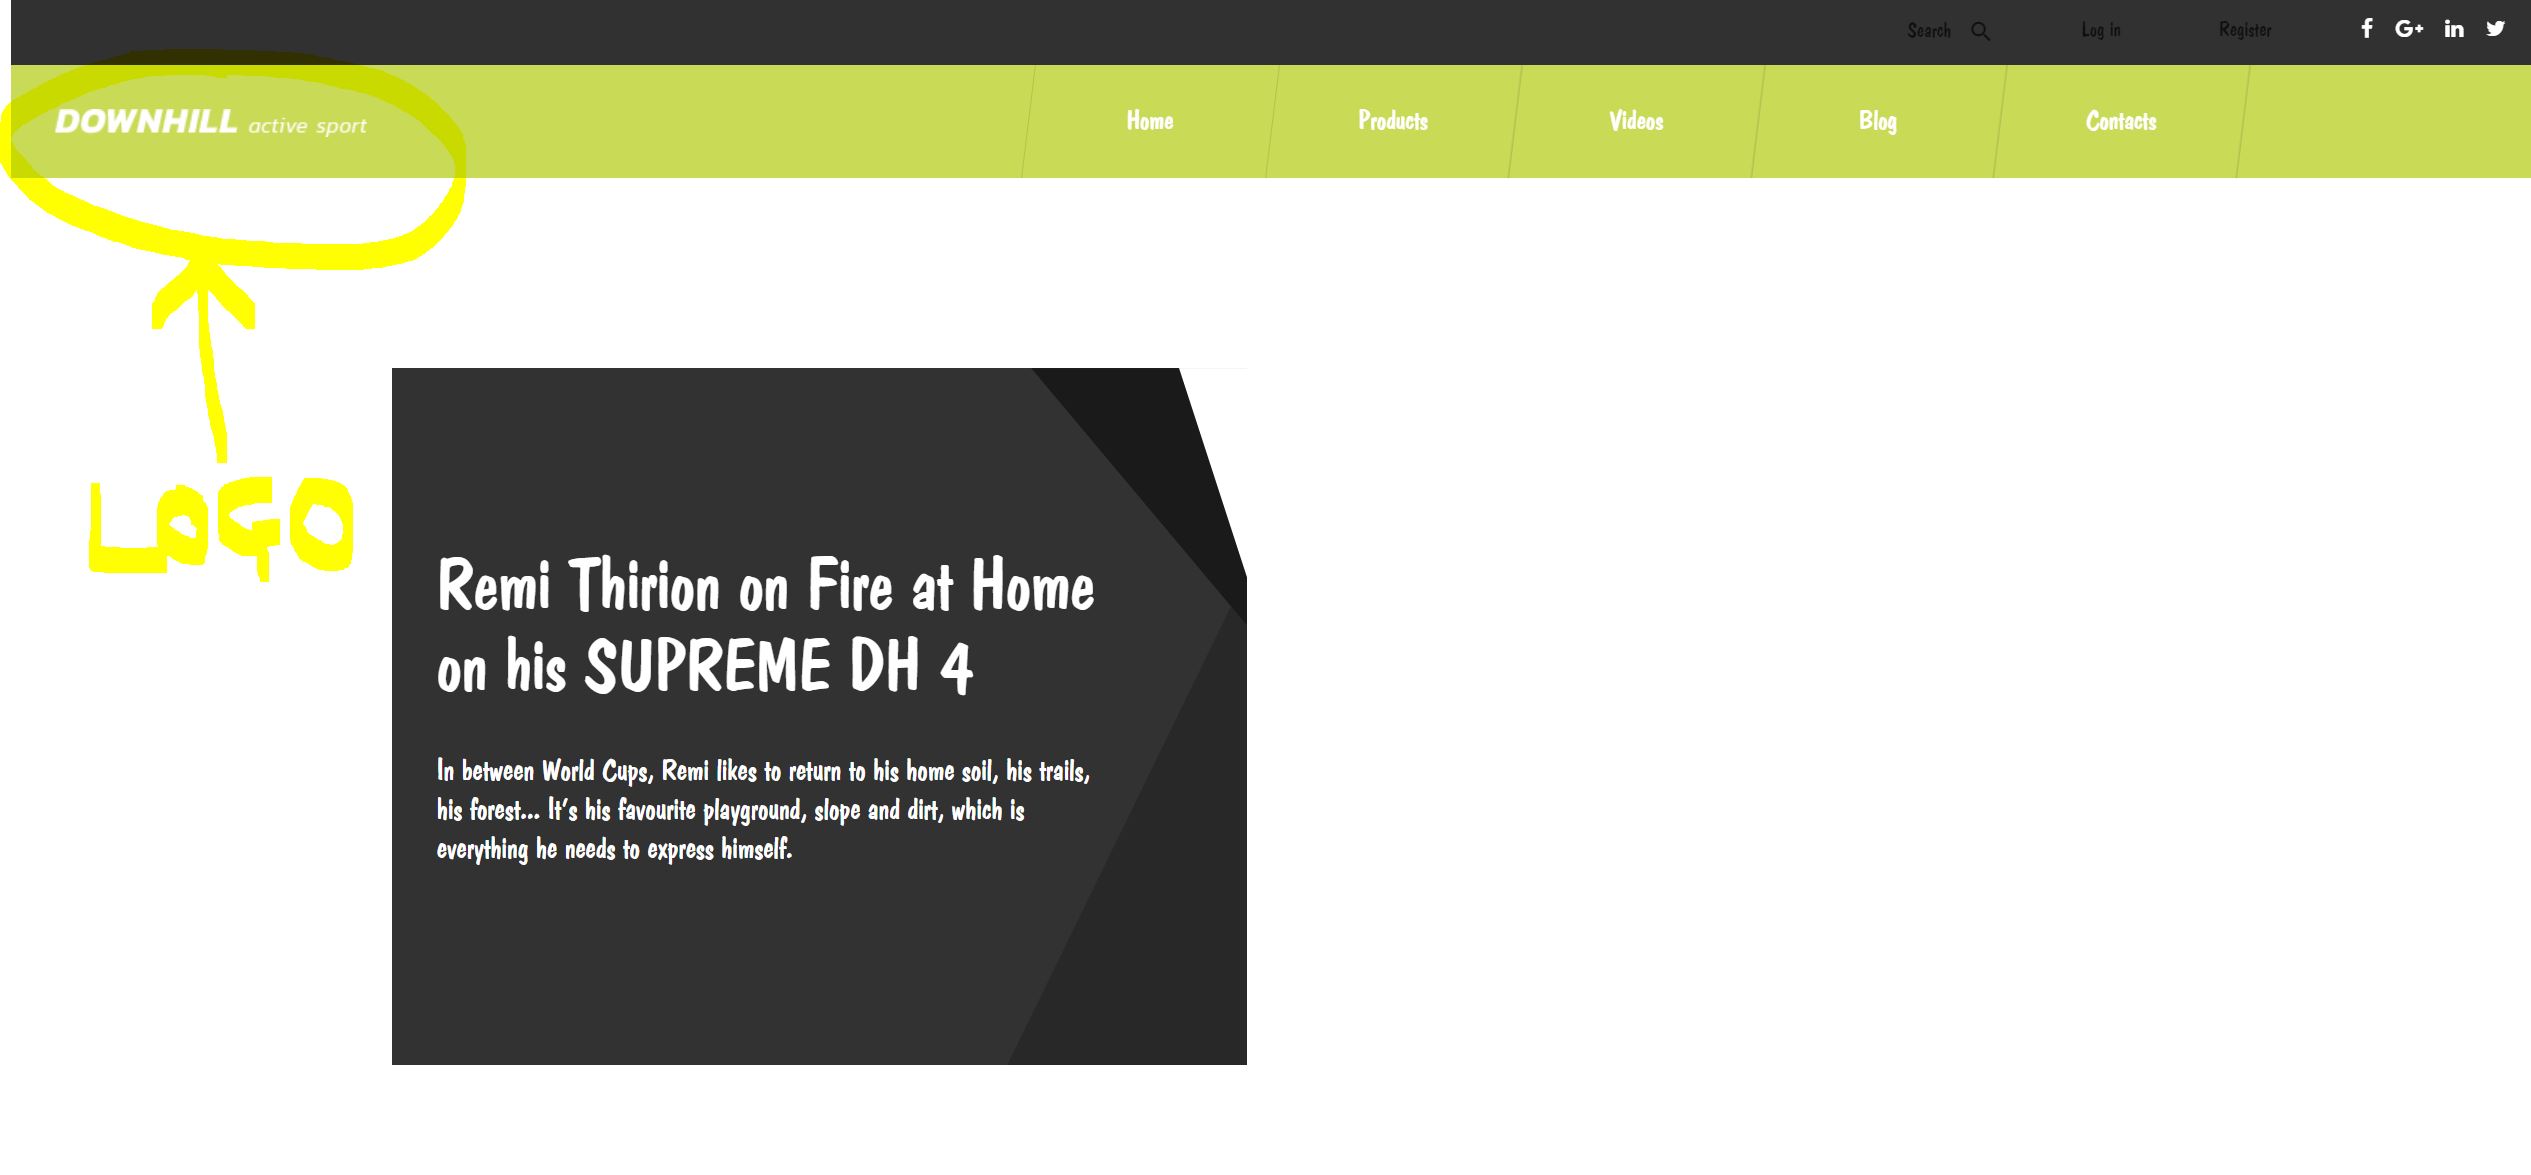 Search Log in Register
DOWNHILL active sport Home Products Videos Blog Contacts
LOGO
Remi Thirion on Fire at Home
on his SUPREME DH 4
In between World Cups, Remi likes to return to his home soil, his trails,
his forest... It's his favourite playground, slope and dirt, which is
everything he needs to express himself.